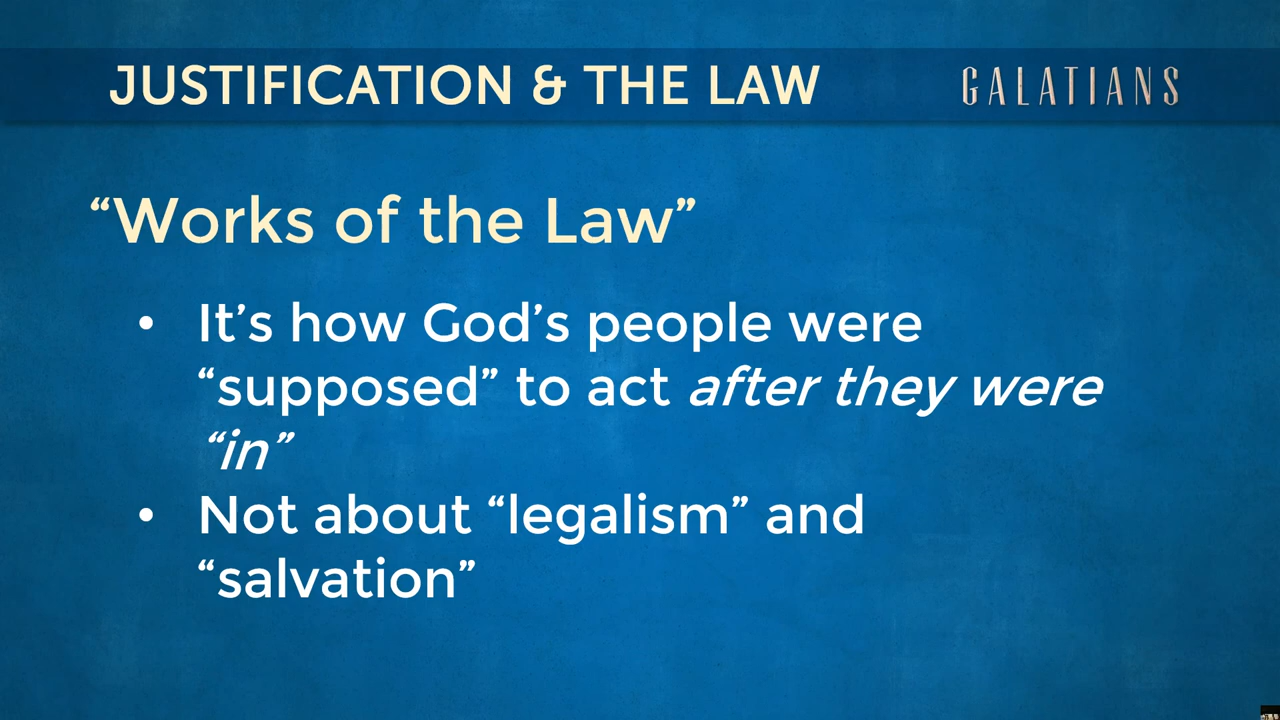 JUSTIFICATION & THE LAW
GALATIANS
“Works of the Law”
• It’s how God’s people were
“supposed” to act after they were
“in”
• Not about “legalism” and
“salvation”